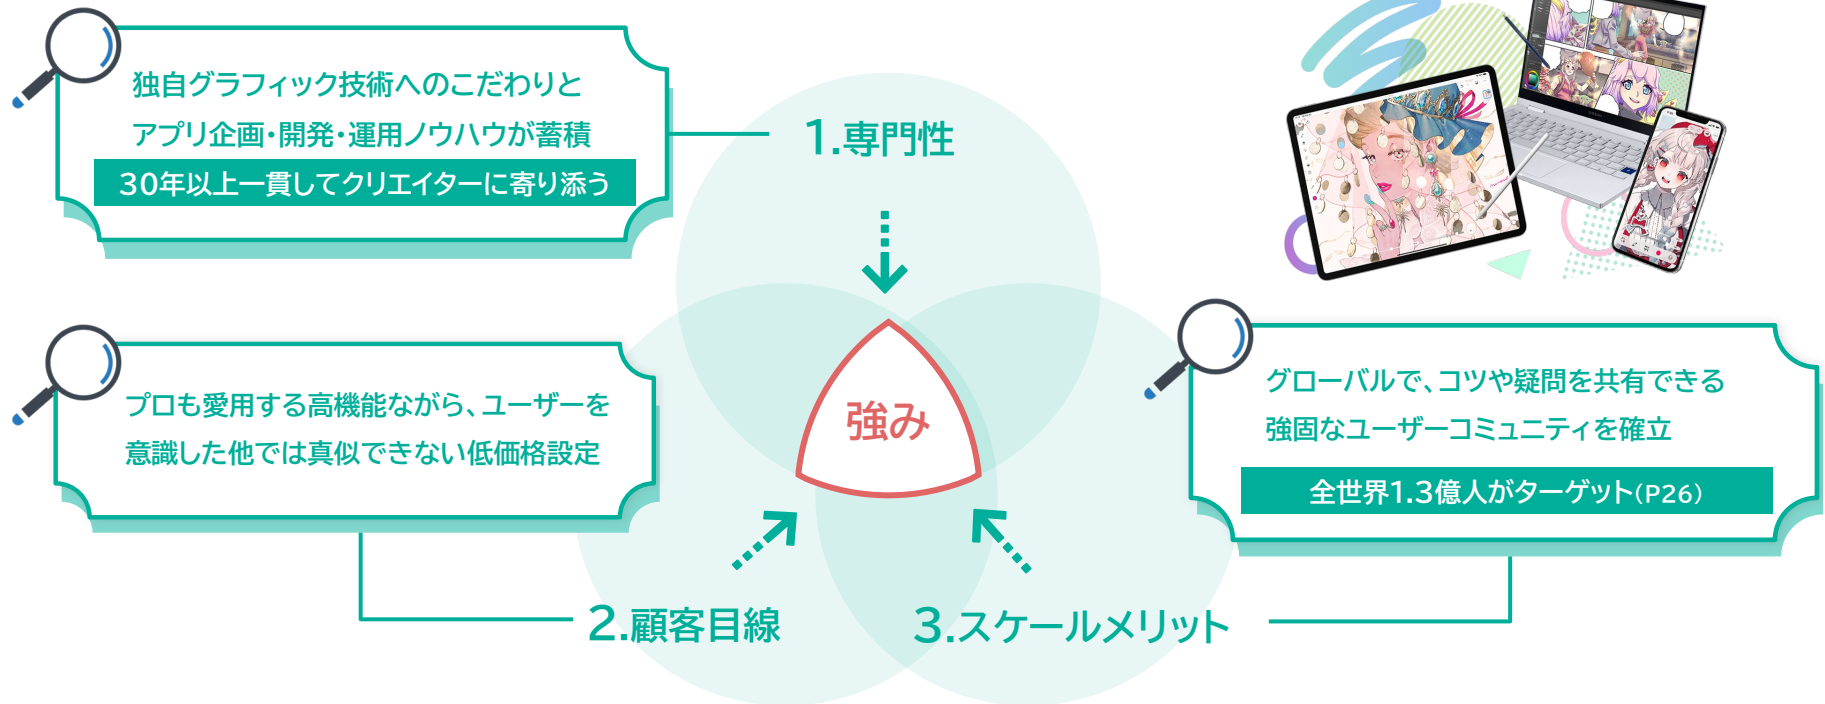 独自グラフィック技術へのこだわりと
アプリ企画・開発・運用ノウハウが蓄積
30年以上一貫してクリエイターに寄り添う
1.専門性
プロも愛用する高機能ながら、ユーザーを
意識した他では真似できない低価格設定
強み
グローバルで、コツや疑問を共有できる
強固なユーザーコミュニティを確立
全世界1.3億人がターゲット(P26)
2.顧客目線
3.スケールメリット